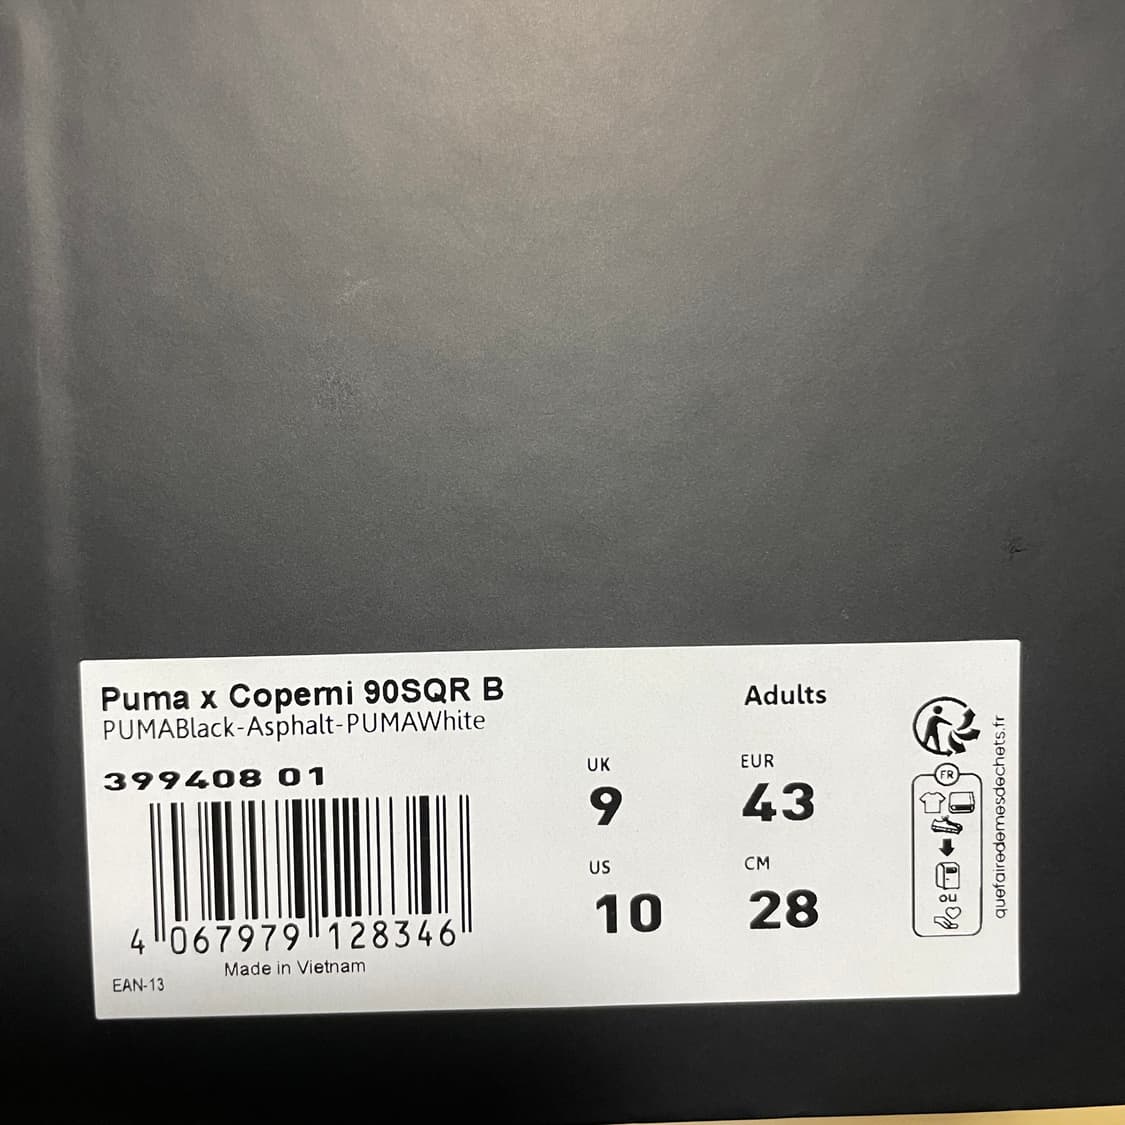 Puma x Coperni 90SQR B
PUMABlack-Asphalt-PUMAWhite
399408 01
4 067979 128346
Made in Vietnam
EAN-13
Adults
UK
9
EUR
43
US
10
CM
28
FR
ou
quefairedemesdechets.fr